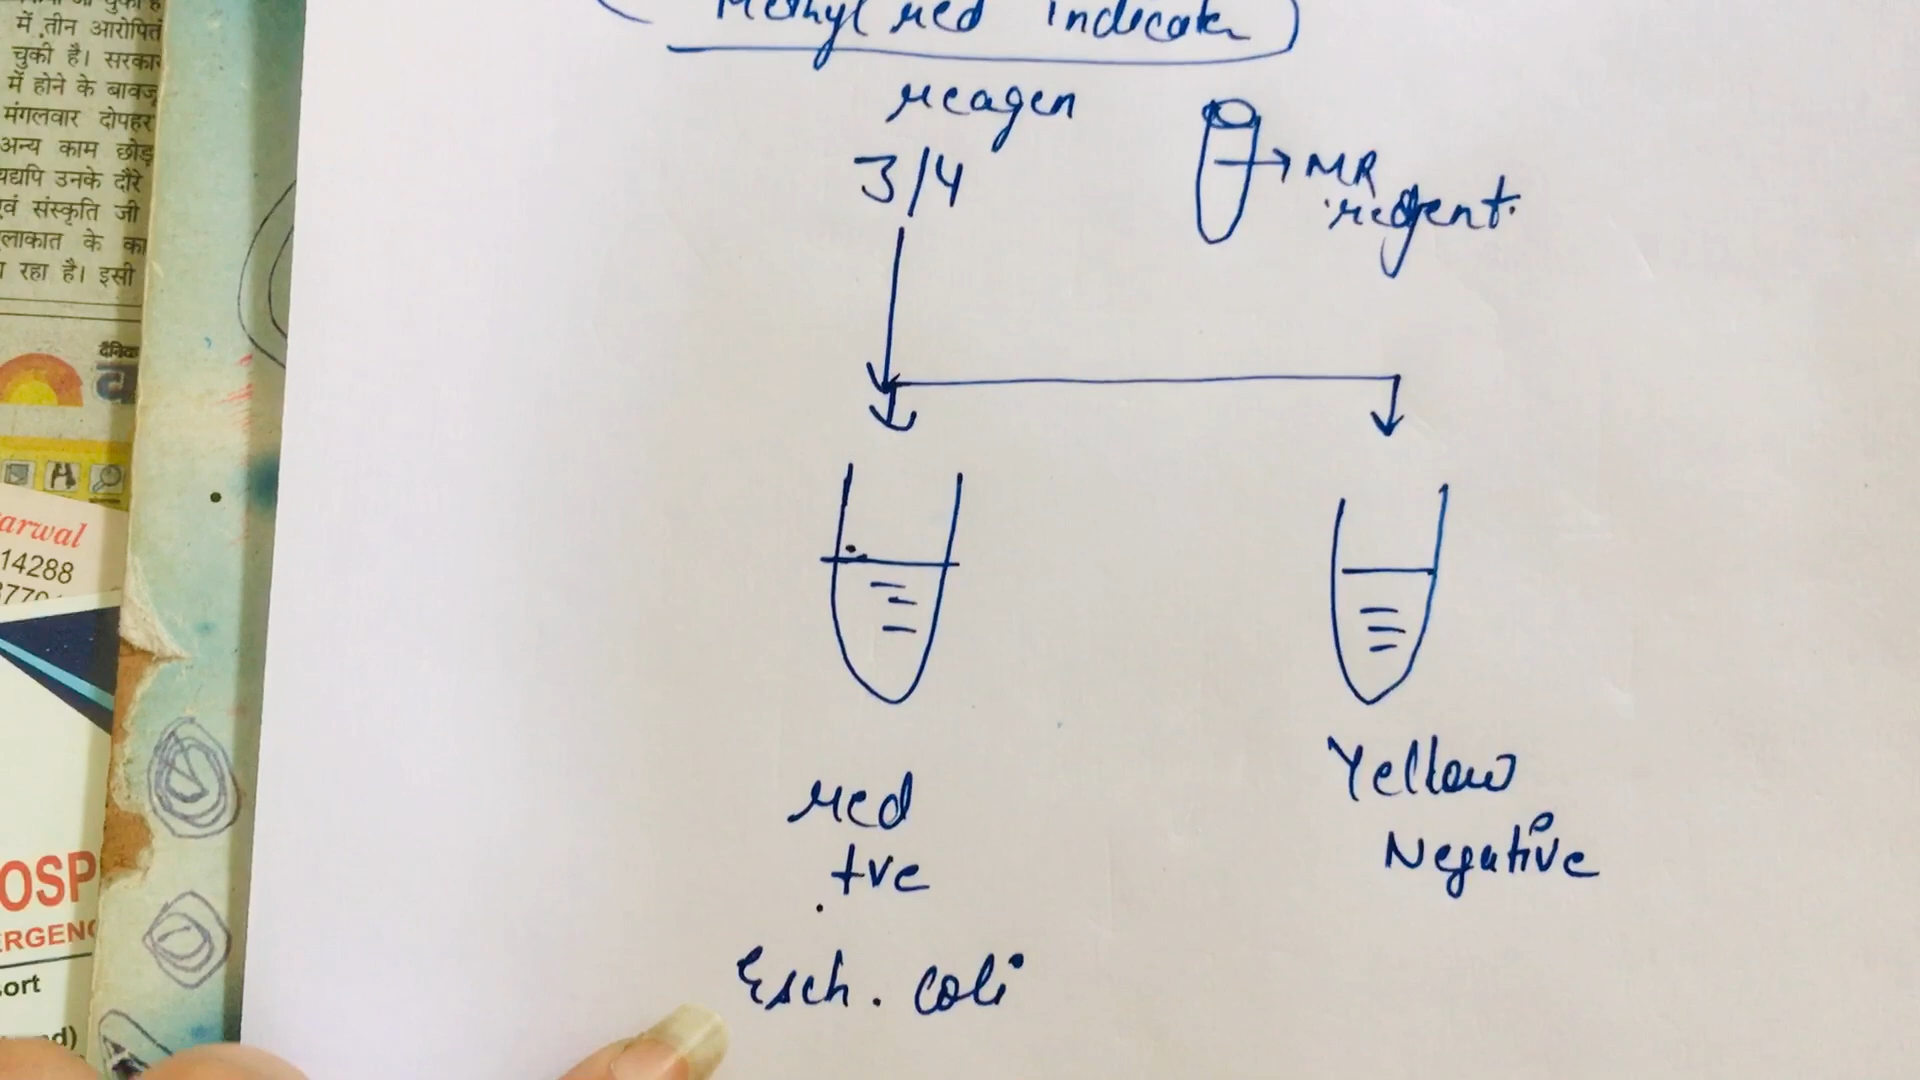 में तीन आरोपित
चुकी है। सरकार
में होने के बावजू
मंगलवार दोपहर
अन्य काम छोड़
यद्यपि उनके दौरे
एवं संस्कृति जी
लाकात के का
रहा है। इसी
दैनिक
arwal
14288
OSP
ERGENC
ort
Methyl red indicator
reagen
3/4
MR
regent.
red
+ve
Esch. coli
Yellow
Negative